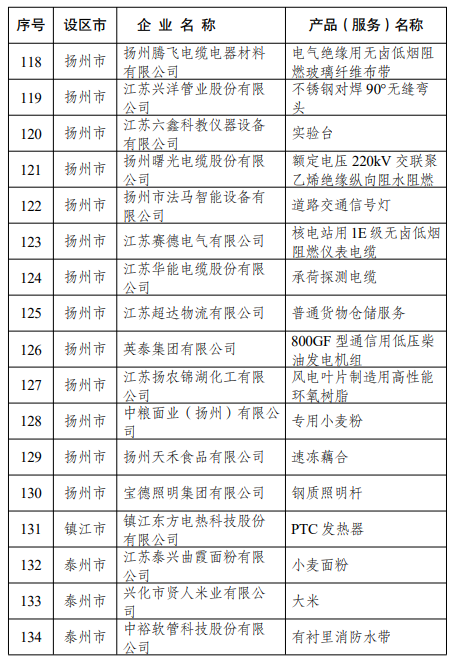 序号 设区市 企业名称 产品（服务）名称
118 扬州市 扬州腾飞电缆电器材料 电气绝缘用无卤低烟阻
有限公司 燃玻璃纤维布带
119 扬州市 江苏兴洋管业股份有限 不锈钢对焊 90°无缝弯
公司 头
120 扬州市 江苏六鑫科教仪器设备 实验台
有限公司
121 扬州市 扬州曙光电缆股份有限 额定电压 220kV 交联聚
公司 乙烯绝缘纵向阻水阻燃
122 扬州市 扬州市法马智能设备有 道路交通信号灯
限公司
123 扬州市 江苏赛德电气有限公司 核电站用 1E 级无卤低烟
阻燃仪表电缆
124 扬州市 江苏华能电缆股份有限 承荷探测电缆
公司
125 扬州市 江苏超达物流有限公司 普通货物仓储服务
126 扬州市 英泰集团有限公司 800GF 型通信用低压柴
油发电机组
127 扬州市 江苏扬农锦湖化工有限 风电叶片制造用高性能
公司 环氧树脂
128 扬州市 中粮面业（扬州）有限公 专用小麦粉
司
129 扬州市 扬州天禾食品有限公司 速冻藕合
130 扬州市 宝德照明集团有限公司 钢质照明杆
131 镇江市 镇江东方电热科技股份 PTC 发热器
有限公司
132 泰州市 江苏泰兴曲霞面粉有限 小麦面粉
公司
133 泰州市 兴化市贤人米业有限公 大米
司
134 泰州市 中裕软管科技股份有限 有衬里消防水带
公司